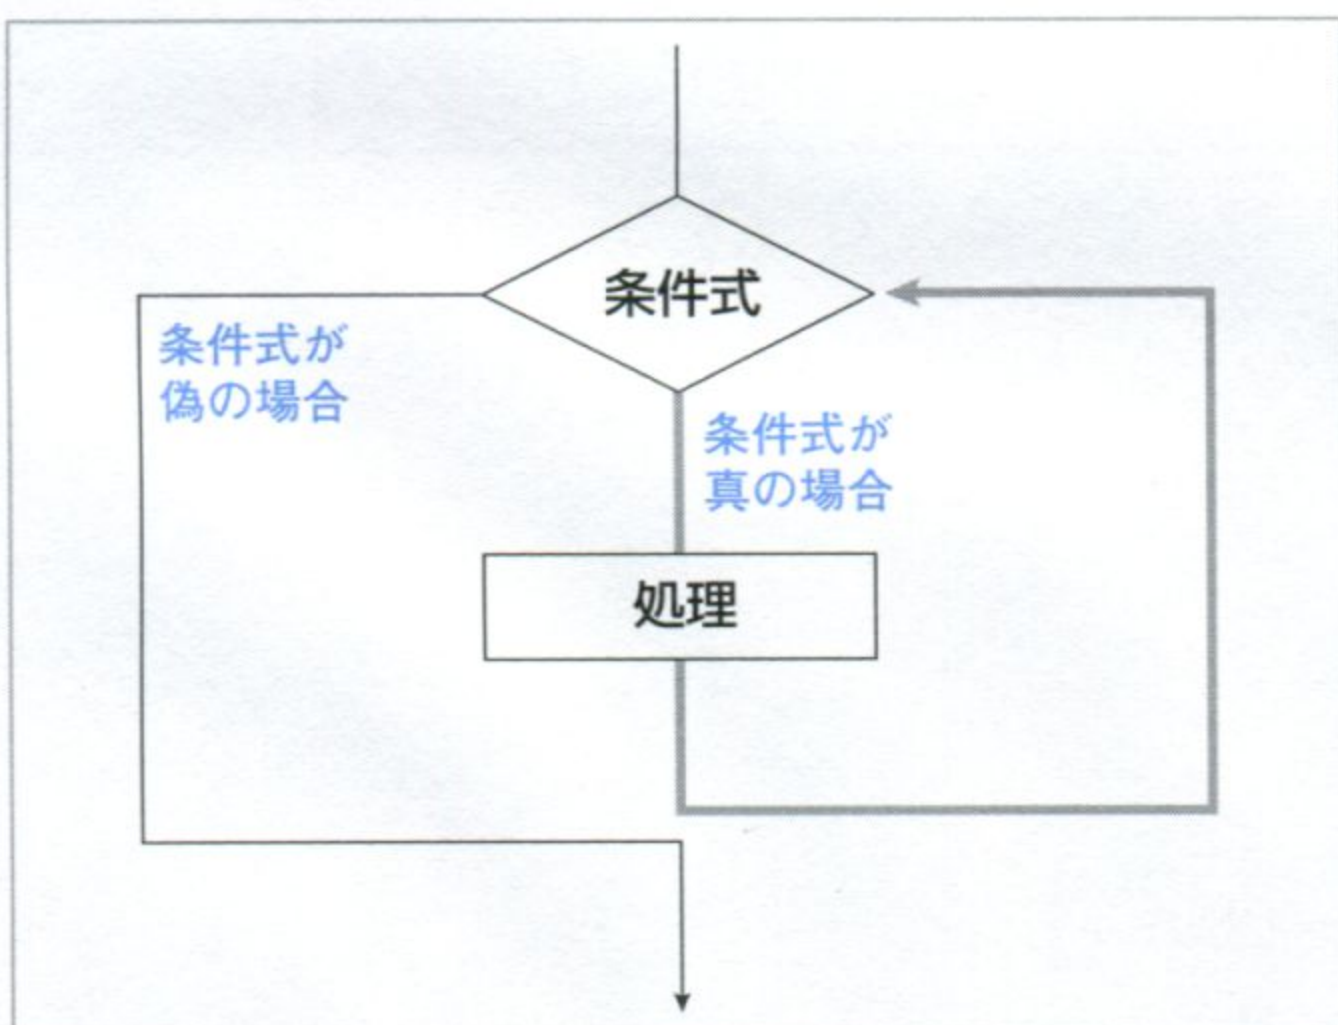 条件式
条件式が
偽の場合
条件式が
真の場合
処理